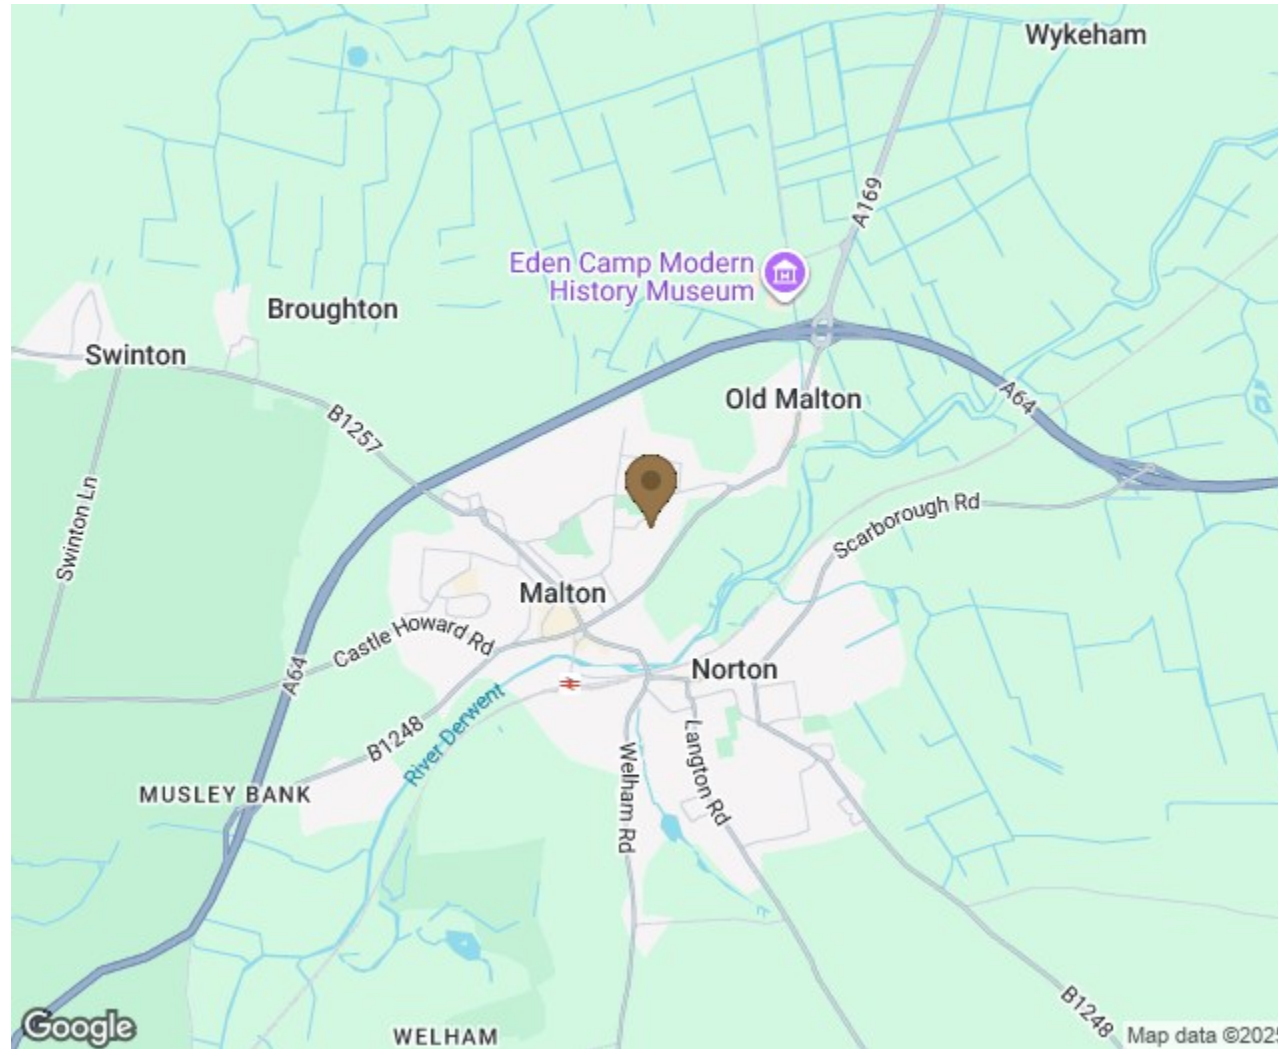 Wykeham
A169
Eden Camp Modern
History Museum
Broughton
Swinton
Old Malton
A64
B1257
Swinton Ln
Scarborough Rd
Malton
Castle Howard Rd
A64
Norton
River Derwent
B1248
Langton Rd
Welham Rd
MUSLEY BANK
B1248
WELHAM
Google
Map data ©2025